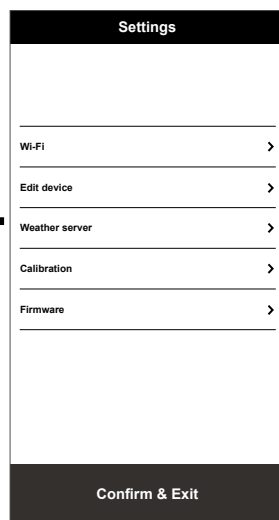 Settings
Wi-Fi
Edit device
Weather server
Calibration
Firmware
Confirm & Exit